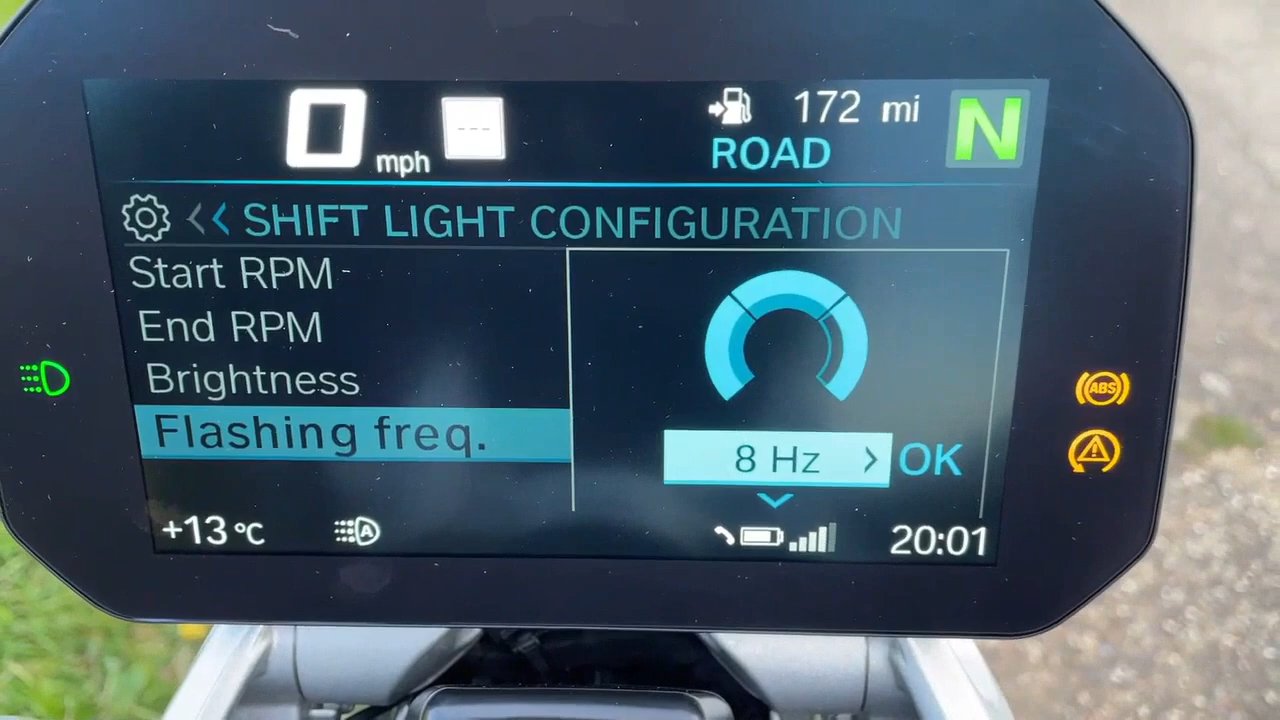 0 mph --- 172 mi N
ROAD
SHIFT LIGHT CONFIGURATION
Start RPM
End RPM
Brightness
Flashing freq.
8 Hz > OK
+13 °C A 20:01
ABS